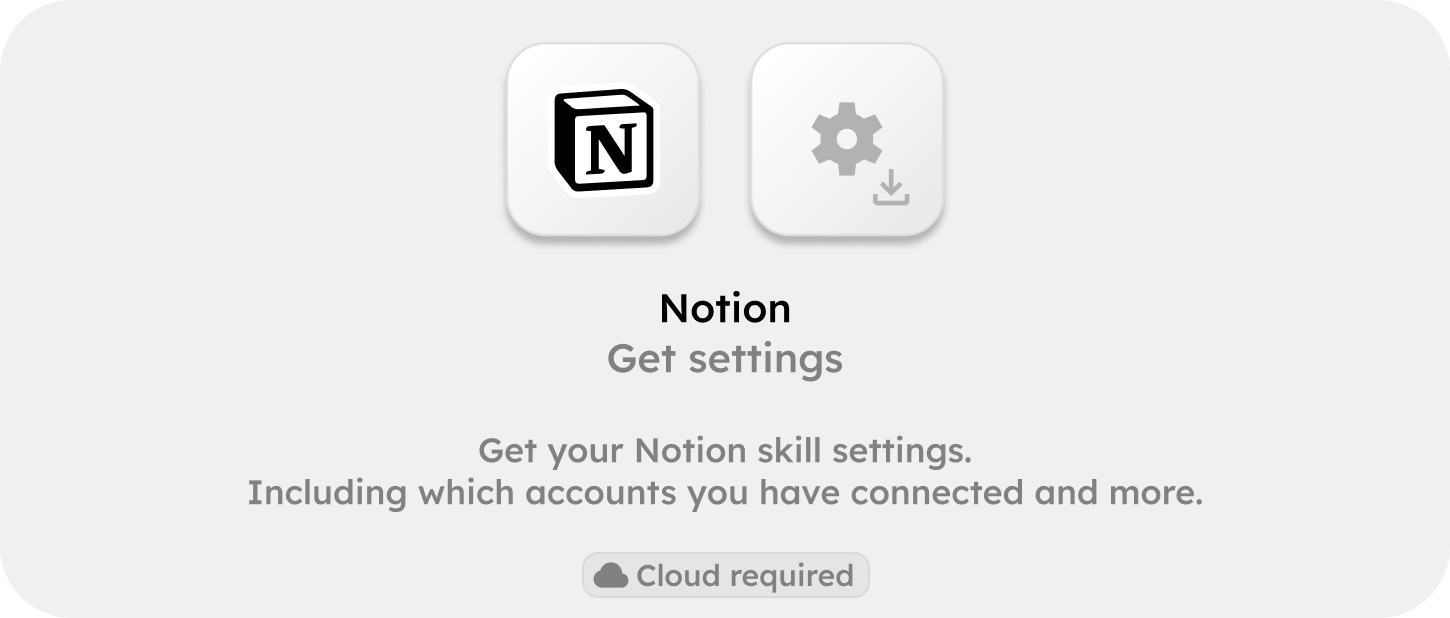 N
Notion
Get settings
Get your Notion skill settings.
Including which accounts you have connected and more.
Cloud required